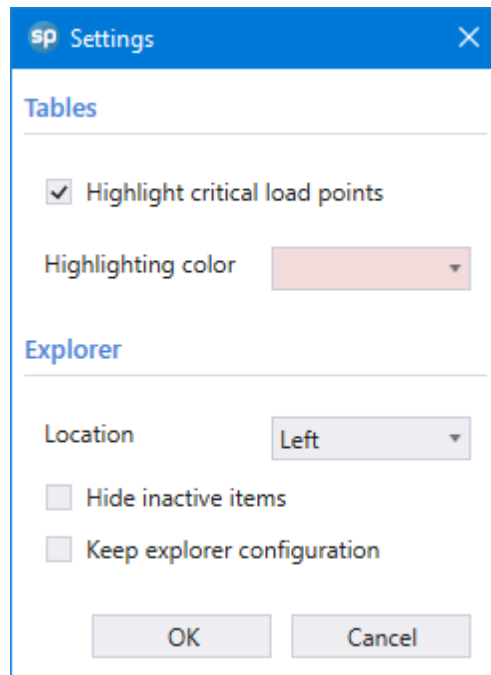 sp Settings
Tables
Highlight critical load points
Highlighting color
Explorer
Location Left
Hide inactive items
Keep explorer configuration
OK Cancel